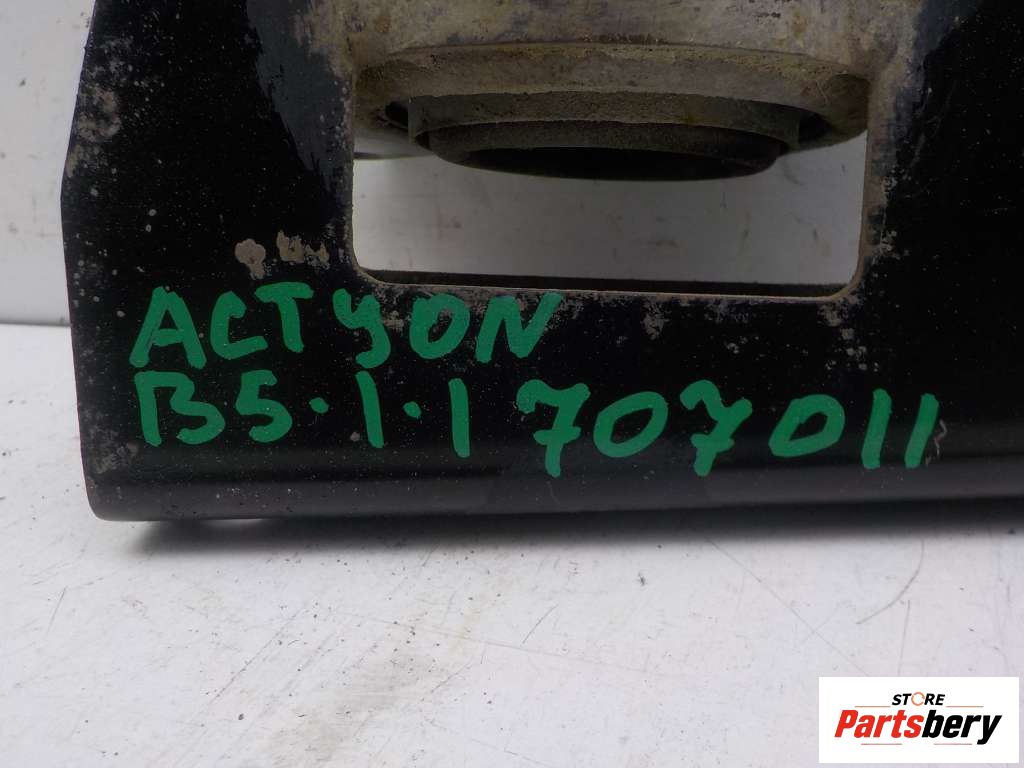 ACTYON
B5.1.1 707011
STORE
Partsbery